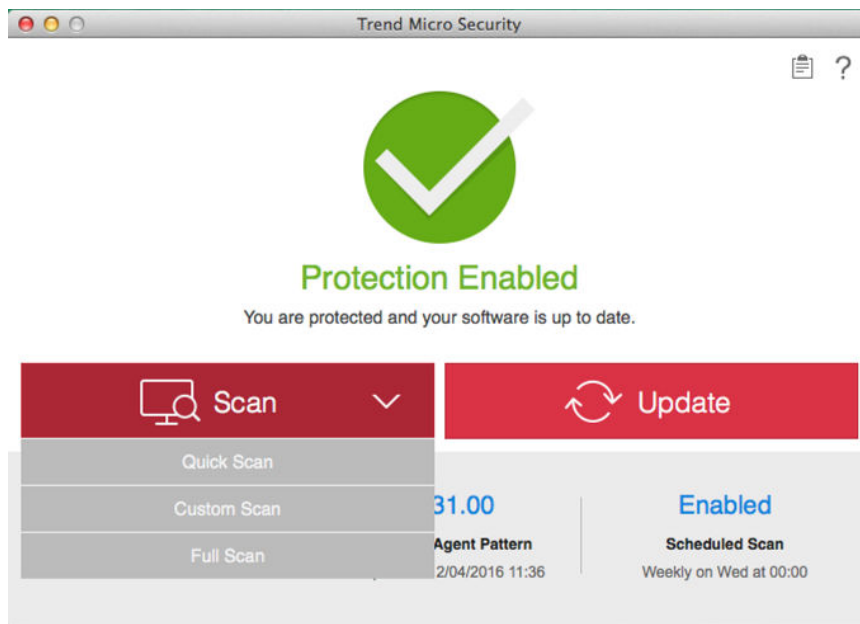 Trend Micro Security
?
Protection Enabled
You are protected and your software is up to date.
Scan
Update
Quick Scan
Custom Scan
Full Scan
31.00
Agent Pattern
2/04/2016 11:36
Enabled
Scheduled Scan
Weekly on Wed at 00:00